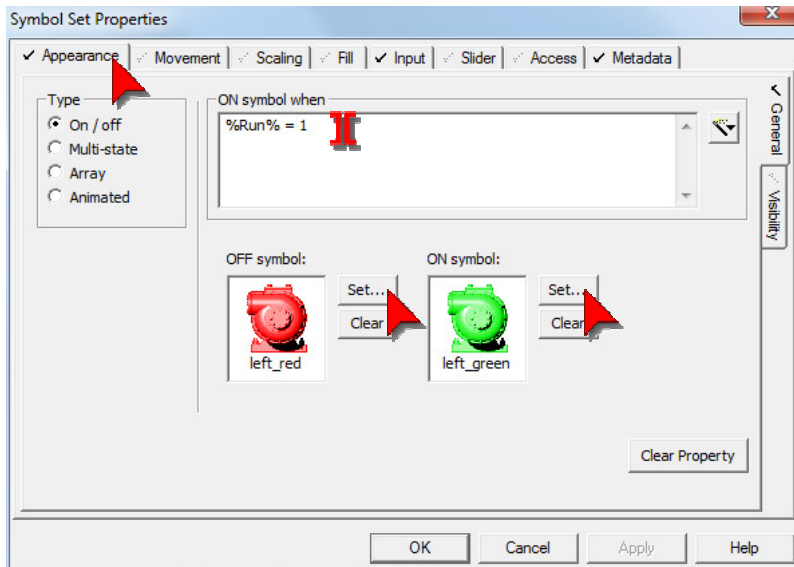 Symbol Set Properties
Appearance Movement Scaling Fill Input Slider Access Metadata
Type
On / off
Multi-state
Array
Animated
ON symbol when
%Run% = 1
General
Visibility
OFF symbol:
Set...
Clear
left_red
ON symbol:
Set...
Clear
left_green
Clear Property
OK Cancel Apply Help